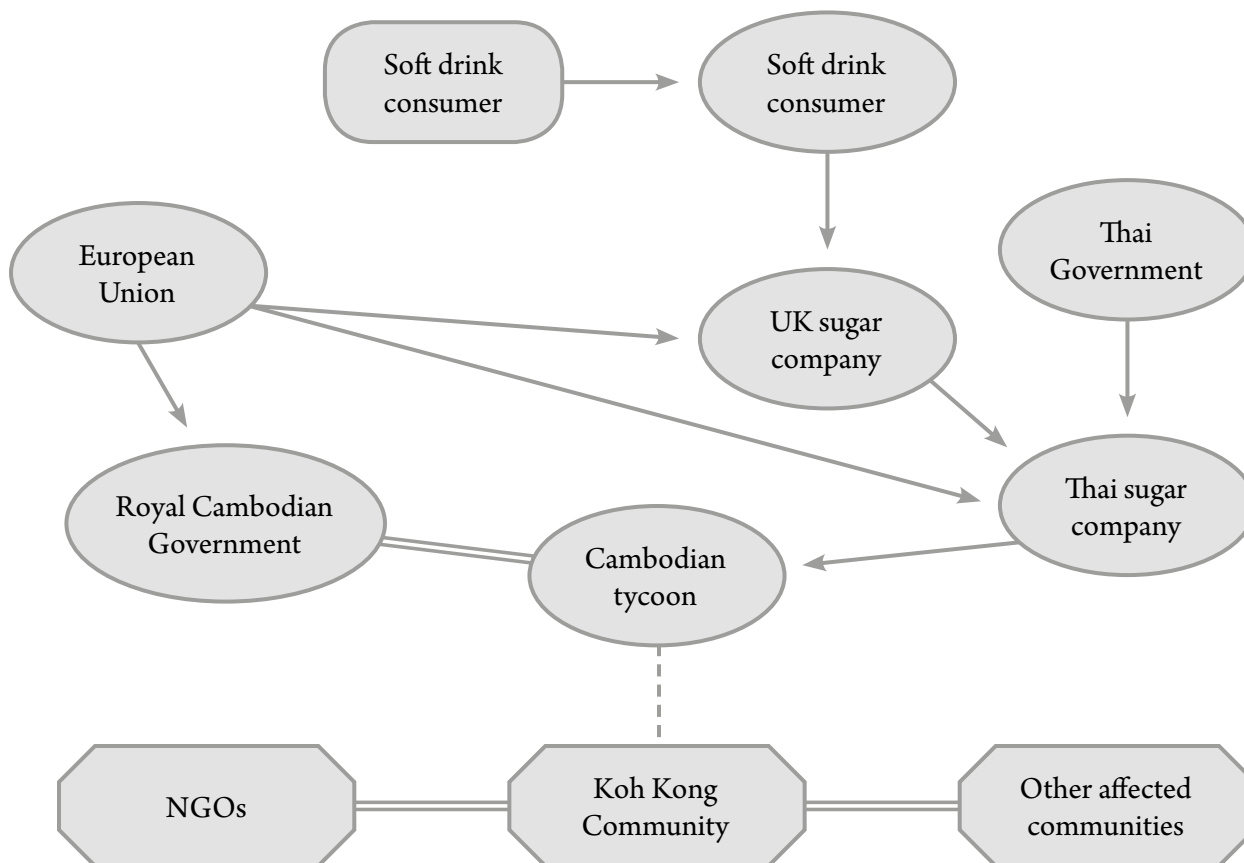 Soft drink
consumer
Soft drink
consumer
Thai
Government
European
Union
UK sugar
company
Royal Cambodian
Government
Thai sugar
company
Cambodian
tycoon
NGOs
Koh Kong
Community
Other affected
communities